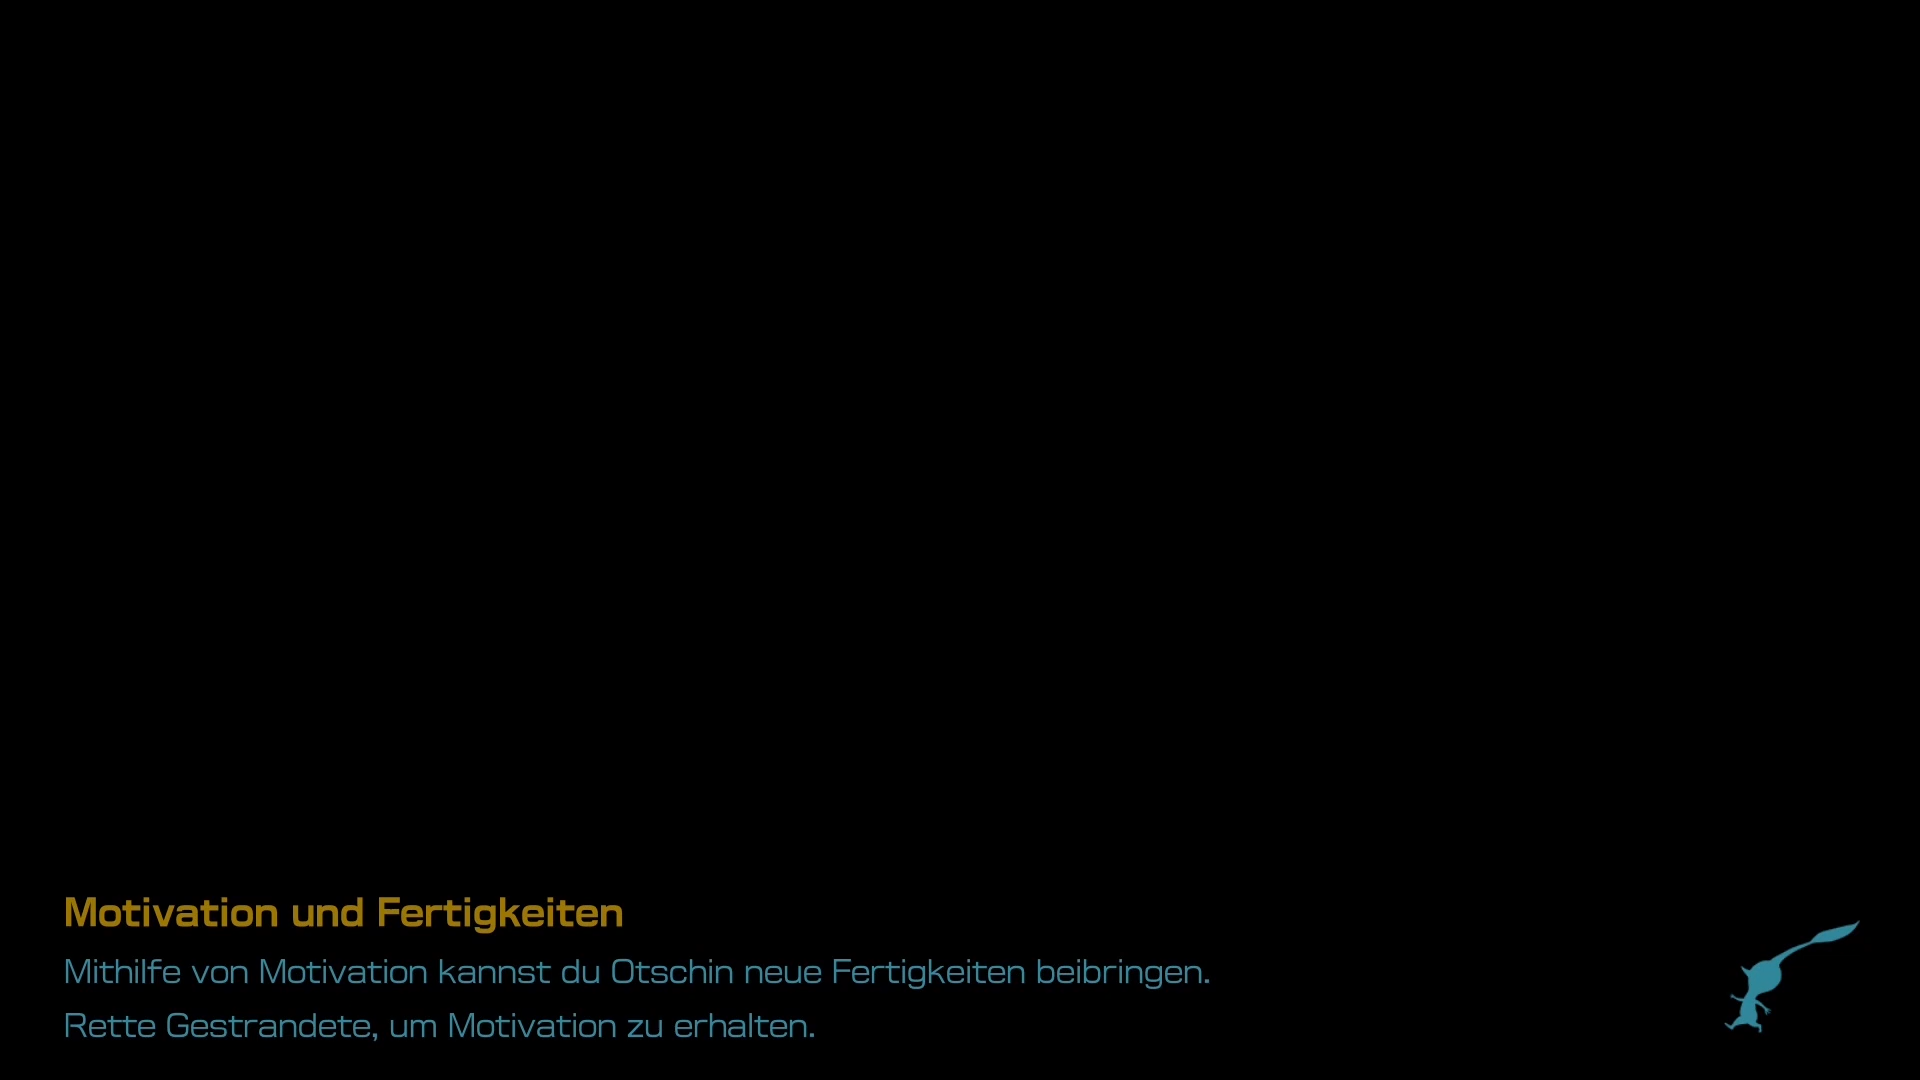 Motivation und Fertigkeiten
Mithilfe von Motivation kannst du Otschin neue Fertigkeiten beibringen.
Rette Gestrandete, um Motivation zu erhalten.